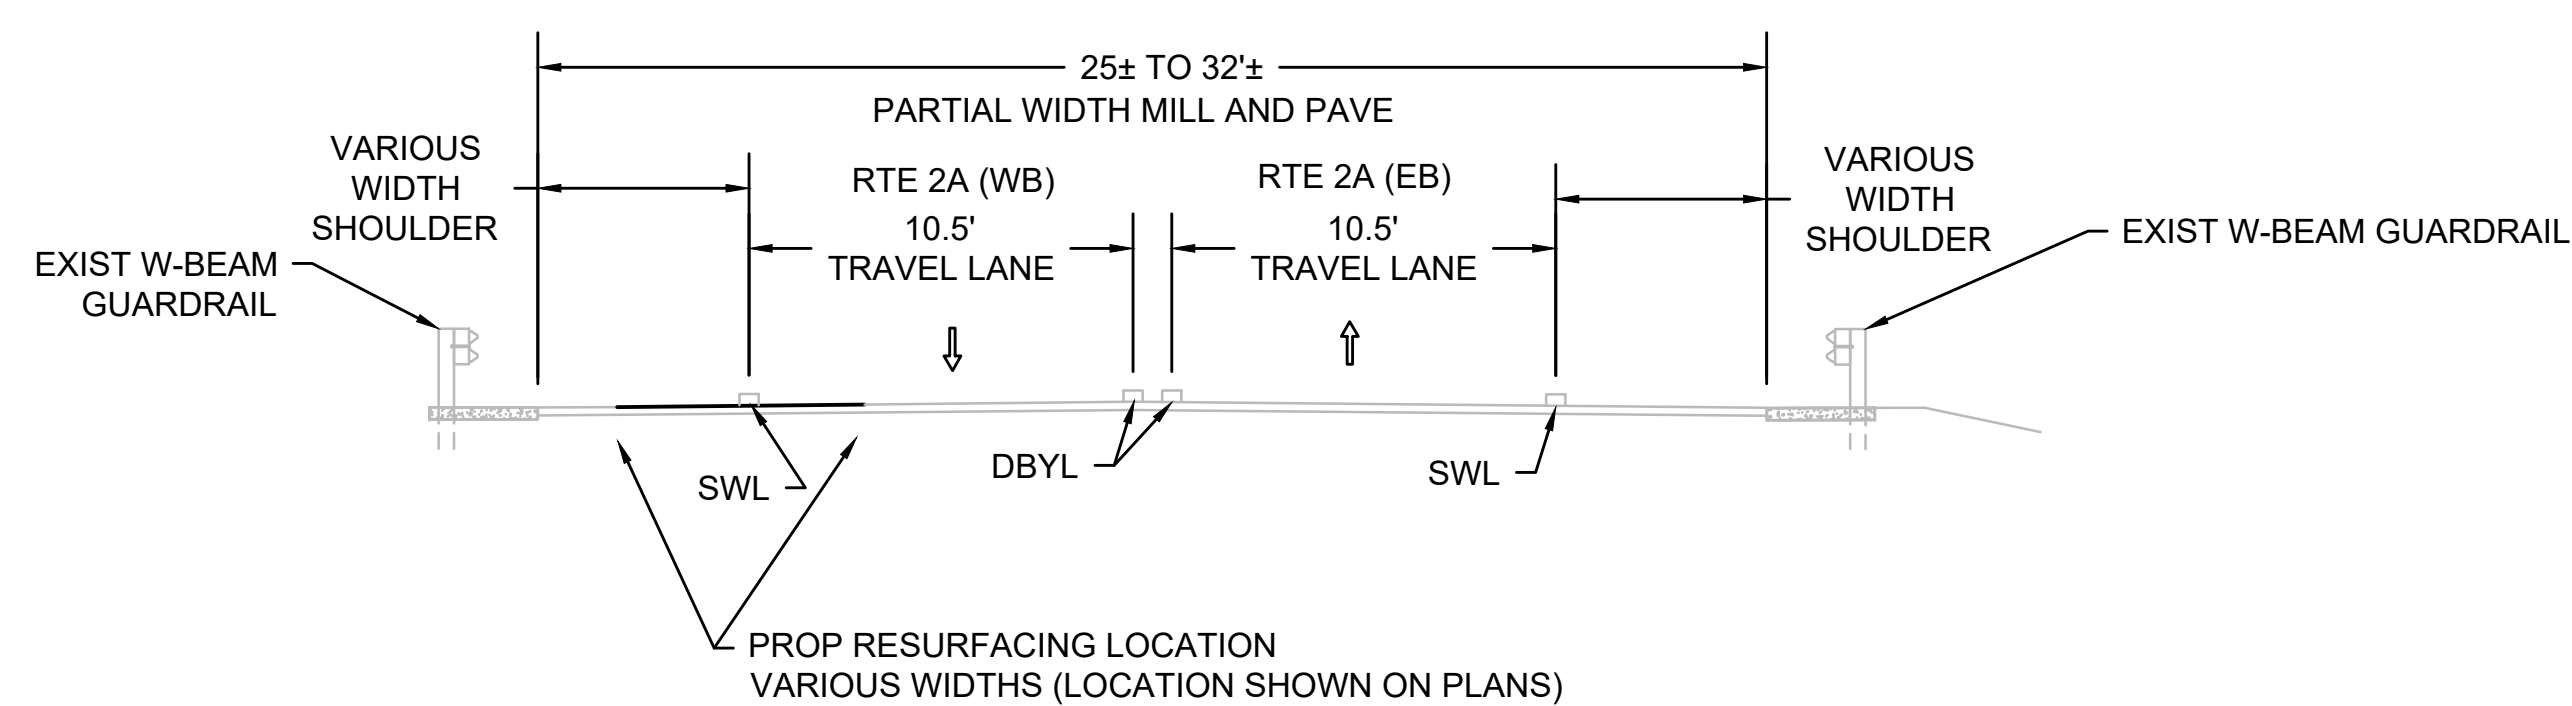 25± TO 32'±
PARTIAL WIDTH MILL AND PAVE
VARIOUS
WIDTH
SHOULDER
RTE 2A (WB)
10.5'
TRAVEL LANE
RTE 2A (EB)
10.5'
TRAVEL LANE
VARIOUS
WIDTH
SHOULDER
EXIST W-BEAM
GUARDRAIL
EXIST W-BEAM GUARDRAIL
SWL
DBYL
SWL
PROP RESURFACING LOCATION
VARIOUS WIDTHS (LOCATION SHOWN ON PLANS)